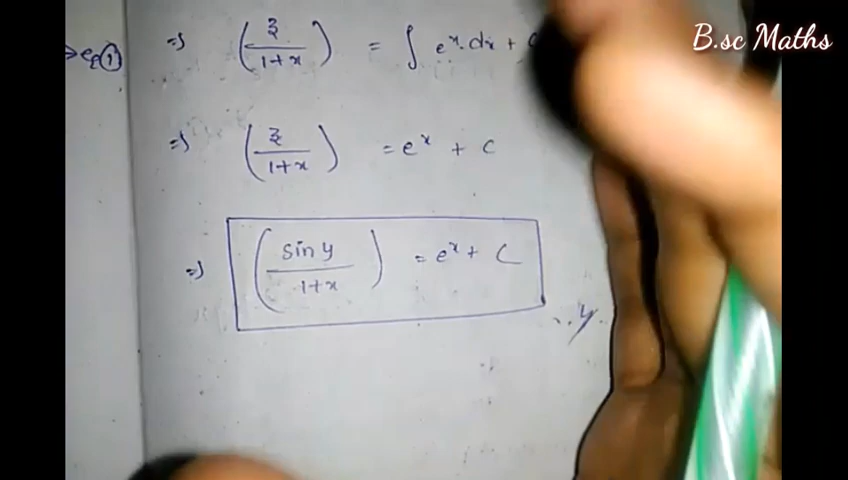 B.sc Maths
→ eq ① ⇒ (z/(1+x)) = ∫ e^x. dx + C
⇒ (z/(1+x)) = e^x + C
⇒ (sin y/(1+x)) = e^x + C